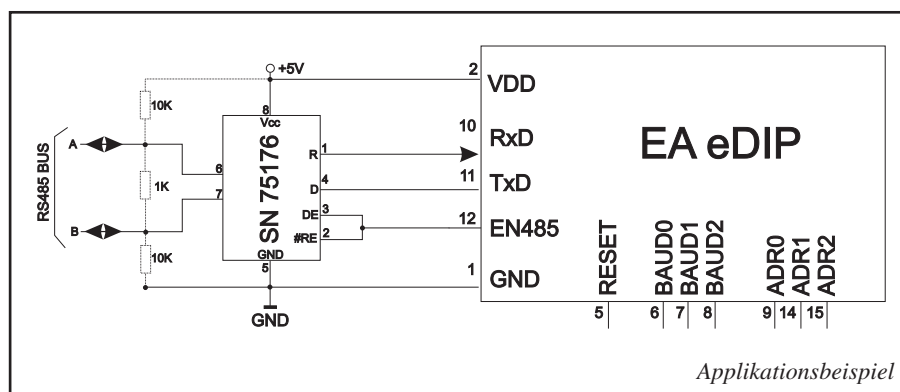 +5V
2
VDD
10K
8
Vcc
10
RxD
EA eDIP
RS485 BUS
A
6
R
1
1K
SN 75176
11
TxD
D
4
7
DE
3
12
EN485
B
#RE
2
10K
GND
5
1
GND
GND
RESET
BAUD0
BAUD1
BAUD2
ADR0
ADR1
ADR2
5
6
7
8
9
14
15
Applikationsbeispiel